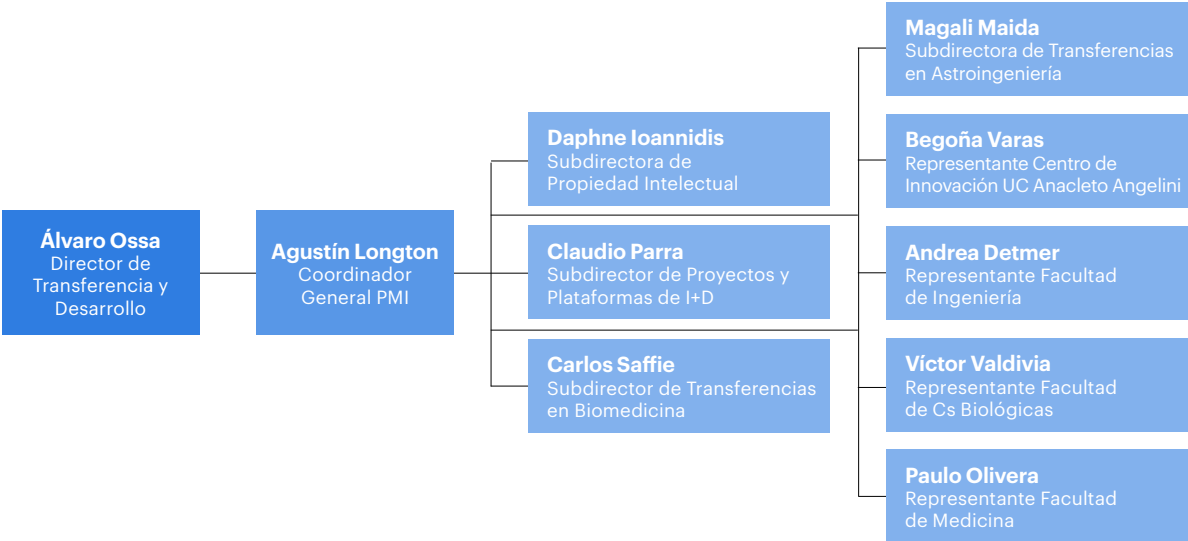 Álvaro Ossa
Director de
Transferencia y
Desarrollo
Agustín Longton
Coordinador
General PMI
Daphne Ioannidis
Subdirectora de
Propiedad Intelectual
Claudio Parra
Subdirector de Proyectos y
Plataformas de I+D
Carlos Saffie
Subdirector de Transferencias
en Biomedicina
Magali Maida
Subdirectora de Transferencias
en Astroingeniería
Begoña Varas
Representante Centro de
Innovación UC Anacleto Angelini
Andrea Detmer
Representante Facultad
de Ingeniería
Víctor Valdivia
Representante Facultad
de Cs Biológicas
Paulo Olivera
Representante Facultad
de Medicina